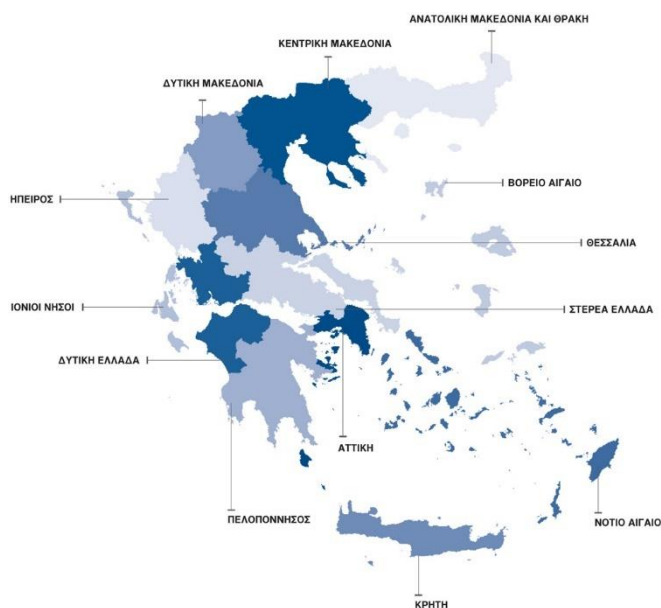 ΑΝΑΤΟΛΙΚΗ ΜΑΚΕΔΟΝΙΑ ΚΑΙ ΘΡΑΚΗ
ΚΕΝΤΡΙΚΗ ΜΑΚΕΔΟΝΙΑ
ΔΥΤΙΚΗ ΜΑΚΕΔΟΝΙΑ
ΒΟΡΕΙΟ ΑΙΓΑΙΟ
ΗΠΕΙΡΟΣ
ΘΕΣΣΑΛΙΑ
ΙΟΝΙΟΙ ΝΗΣΟΙ
ΣΤΕΡΕΑ ΕΛΛΑΔΑ
ΔΥΤΙΚΗ ΕΛΛΑΔΑ
ΑΤΤΙΚΗ
ΠΕΛΟΠΟΝΝΗΣΟΣ
ΝΟΤΙΟ ΑΙΓΑΙΟ
ΚΡΗΤΗ